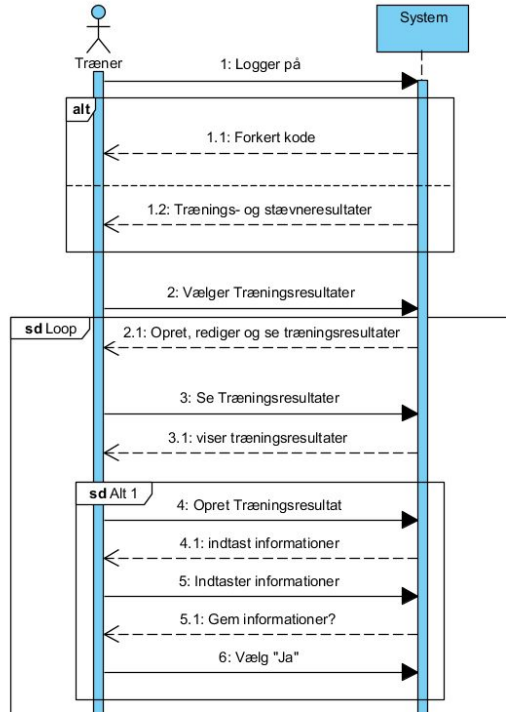 System
Træner
1: Logger på
alt
1.1: Forkert kode
1.2: Trænings- og stævneresultater
2: Vælger Træningsresultater
sd Loop
2.1: Opret, rediger og se træningsresultater
3: Se Træningsresultater
3.1: viser træningsresultater
sd Alt 1
4: Opret Træningsresultat
4.1: indtast informationer
5: Indtaster informationer
5.1: Gem informationer?
6: Vælg "Ja"